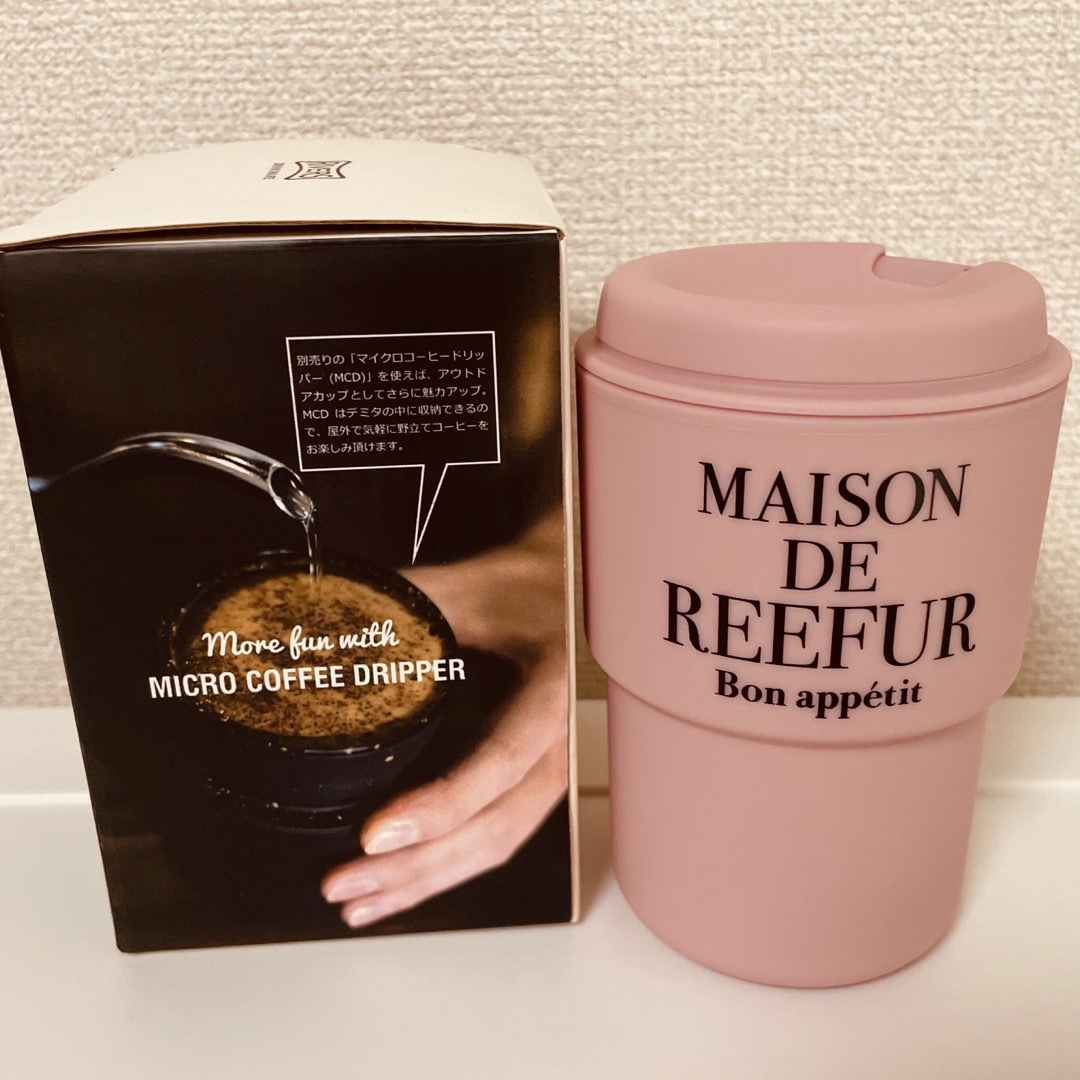 RIVERS
DRINKWARE
別売りの「マイクロコーヒードリッ
パー (MCD)」を使えば、アウトド
アカップとしてさらに魅力アップ。
MCD はデミタの中に収納できるの
で、屋外で気軽に野立てコーヒーを
お楽しみ頂けます。
More fun with
MICRO COFFEE DRIPPER
MAISON
DE
REEFUR
Bon appétit